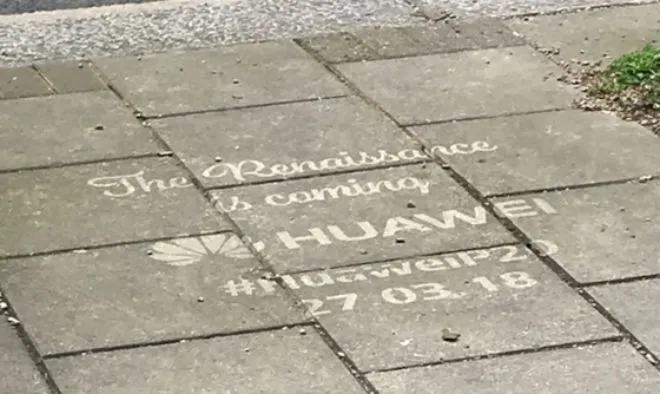 The Renaissance
is coming
HUAWEI
#HuaweiP20
27.03.18